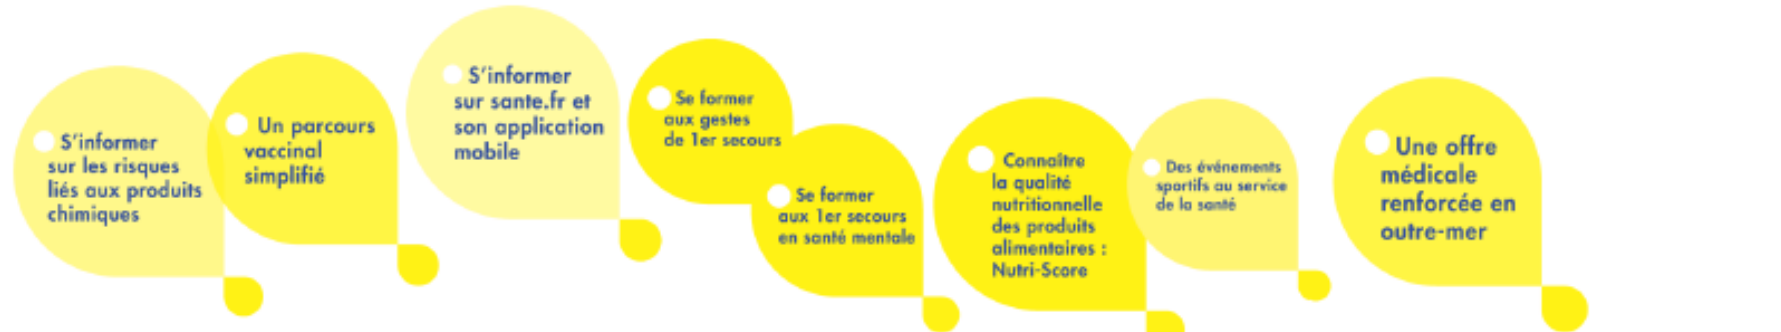 S'informer
sur les risques
liés aux produits
chimiques
Un parcours
vaccinal
simplifié
S'informer
sur sante.fr et
son application
mobile
Se former
aux gestes
de 1er secours
Se former
aux 1er secours
en santé mentale
Connaître
la qualité
nutritionnelle
des produits
alimentaires :
Nutri-Score
Des événements
sportifs au service
de la santé
Une offre
médicale
renforcée en
outre-mer